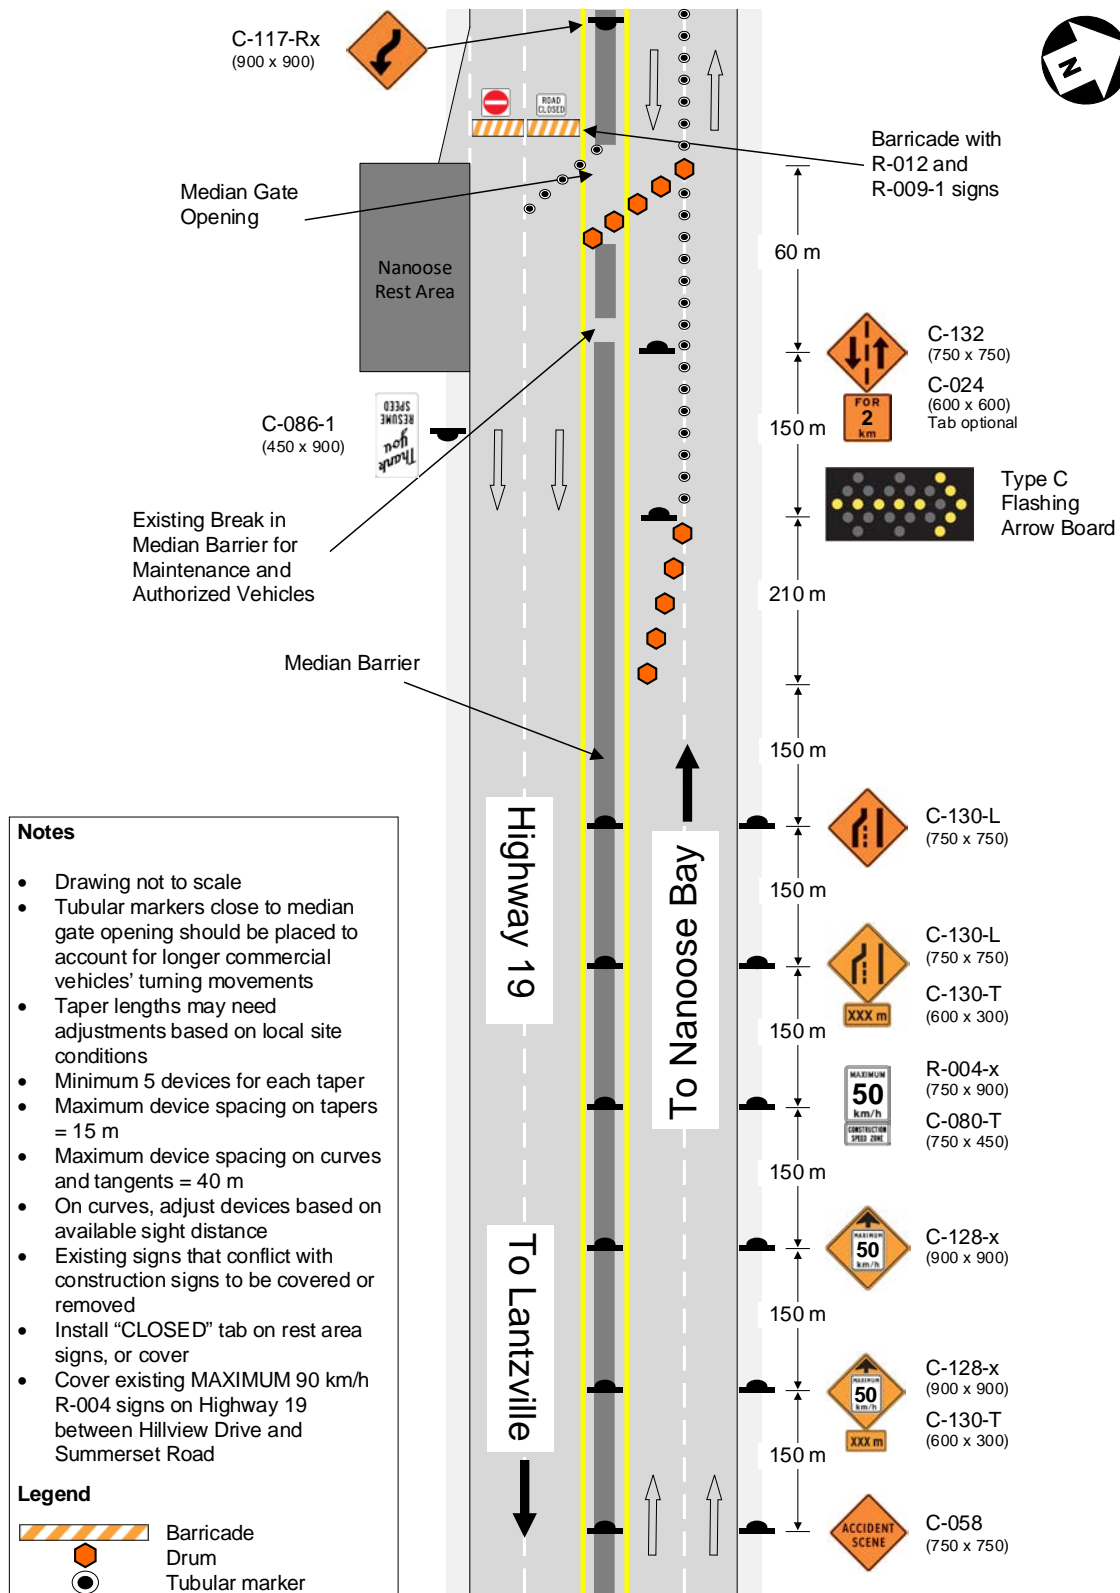 C-117-Rx
(900 x 900)
N
ROAD
CLOSED
Barricade with
R-012 and
R-009-1 signs
Median Gate
Opening
60 m
Nanoose
Rest Area
C-132
(750 x 750)
C-024
(600 x 600)
Tab optional
FOR
2
km
C-086-1
(450 x 900)
Thank
you
RESUME
SPEED
150 m
Type C
Flashing
Arrow Board
Existing Break in
Median Barrier for
Maintenance and
Authorized Vehicles
210 m
Median Barrier
150 m
C-130-L
(750 x 750)
Highway 19
To Nanoose Bay
150 m
C-130-L
(750 x 750)
C-130-T
(600 x 300)
XXX m
150 m
MAXIMUM
50
km/h
CONSTRUCTION
SPEED ZONE
R-004-x
(750 x 900)
C-080-T
(750 x 450)
150 m
MAXIMUM
50
km/h
C-128-x
(900 x 900)
To Lantzville
150 m
MAXIMUM
50
km/h
XXX m
C-128-x
(900 x 900)
C-130-T
(600 x 300)
150 m
ACCIDENT
SCENE
C-058
(750 x 750)
Notes
• Drawing not to scale
• Tubular markers close to median
gate opening should be placed to
account for longer commercial
vehicles’ turning movements
• Taper lengths may need
adjustments based on local site
conditions
• Minimum 5 devices for each taper
• Maximum device spacing on tapers
= 15 m
• Maximum device spacing on curves
and tangents = 40 m
• On curves, adjust devices based on
available sight distance
• Existing signs that conflict with
construction signs to be covered or
removed
• Install “CLOSED” tab on rest area
signs, or cover
• Cover existing MAXIMUM 90 km/h
R-004 signs on Highway 19
between Hillview Drive and
Summerset Road
Legend
Barricade
Drum
Tubular marker